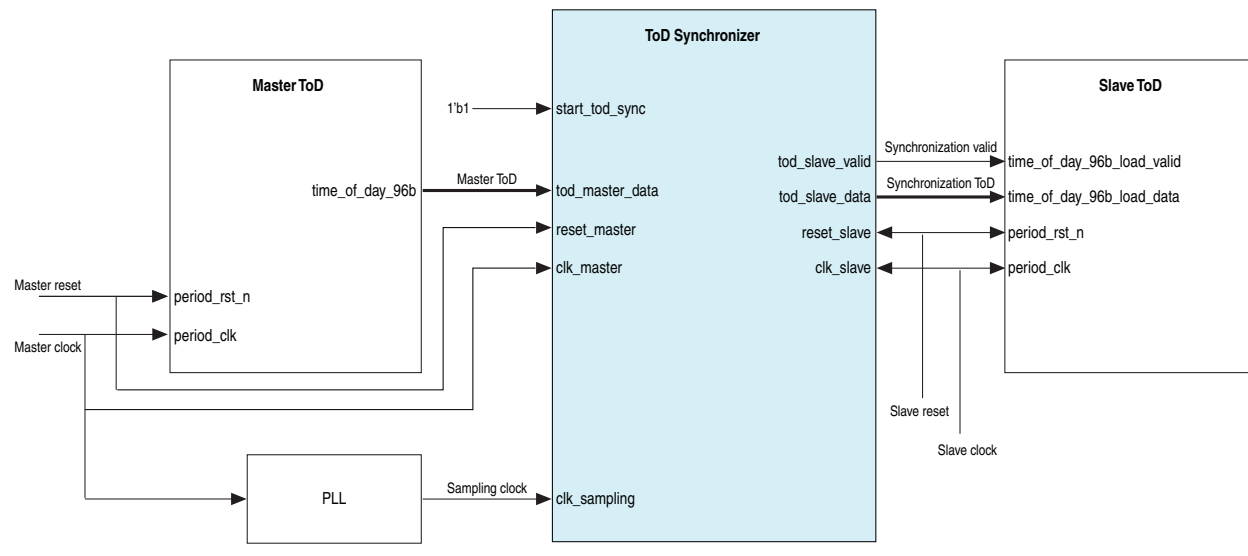 ToD Synchronizer
Master ToD
Slave ToD
1'b1
start_tod_sync
Synchronization valid
tod_slave_valid
time_of_day_96b_load_valid
Master ToD
time_of_day_96b
tod_master_data
Synchronization ToD
tod_slave_data
time_of_day_96b_load_data
reset_master
reset_slave
period_rst_n
clk_master
clk_slave
period_clk
Master reset
period_rst_n
period_clk
Master clock
Slave reset
Slave clock
PLL
Sampling clock
clk_sampling